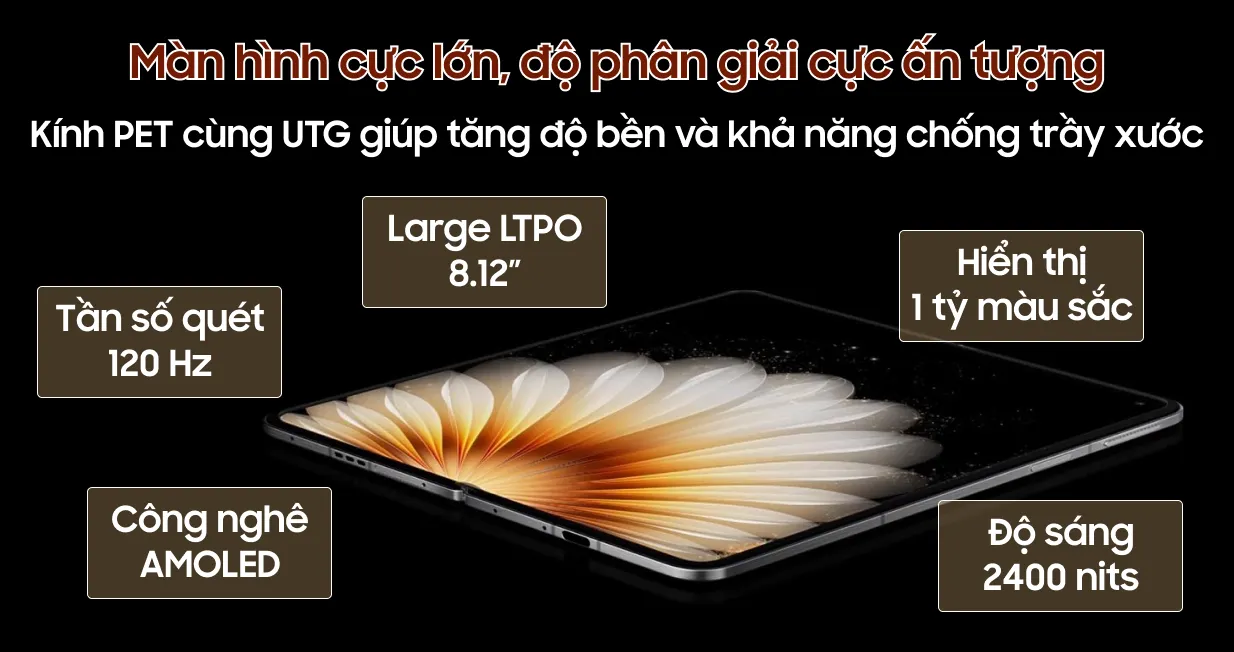 Màn hình cực lớn, độ phân giải cực ấn tượng
Kính PET cùng UTG giúp tăng độ bền và khả năng chống trầy xước
Large LTPO
8.12”
Hiển thị
1 tỷ màu sắc
Tần số quét
120 Hz
Công nghê
AMOLED
Độ sáng
2400 nits